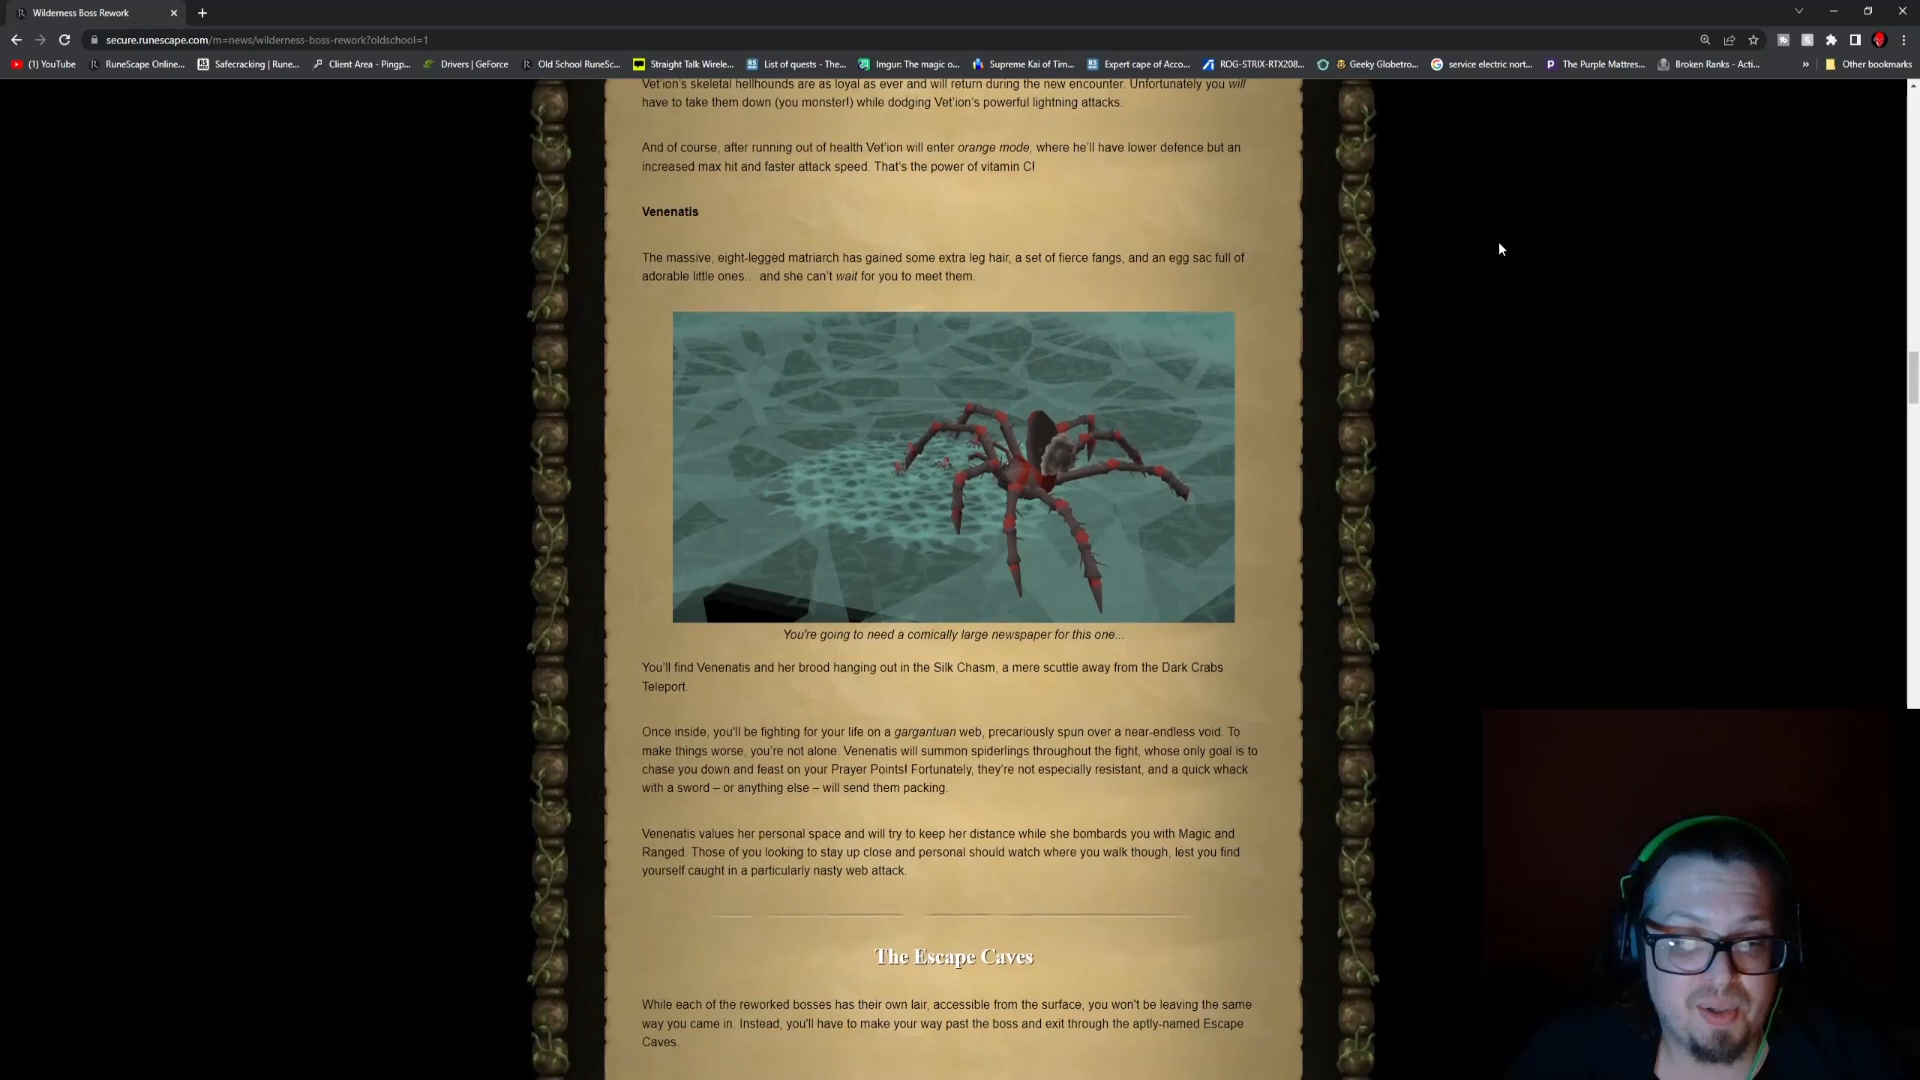 Wilderness Boss Rework
secure.runescape.com/m=news/wilderness-boss-rework?oldschool=1
(1) YouTube
RuneScape Online...
Safecracking | Rune...
Client Area - Pingp...
Drivers | GeForce
Old School RuneSc...
Straight Talk Wirele...
List of quests - The...
Imgur: The magic o...
Supreme Kai of Tim...
Expert cape of Acco...
ROG-STRIX-RTX208...
Geeky Globetro...
service electric nort...
The Purple Mattres...
Broken Ranks - Acti...
»
Other bookmarks
Vet'ion's skeletal hellhounds are as loyal as ever and will return during the new encounter. Unfortunately you will
have to take them down (you monster!) while dodging Vet'ion's powerful lightning attacks.
And of course, after running out of health Vet'ion will enter orange mode, where he'll have lower defence but an
increased max hit and faster attack speed. That's the power of vitamin C!
Venenatis
The massive, eight-legged matriarch has gained some extra leg hair, a set of fierce fangs, and an egg sac full of
adorable little ones... and she can't wait for you to meet them.
You're going to need a comically large newspaper for this one...
You'll find Venenatis and her brood hanging out in the Silk Chasm, a mere scuttle away from the Dark Crabs
Teleport.
Once inside, you'll be fighting for your life on a gargantuan web, precariously spun over a near-endless void. To
make things worse, you're not alone. Venenatis will summon spiderlings throughout the fight, whose only goal is to
chase you down and feast on your Prayer Points! Fortunately, they're not especially resistant, and a quick whack
with a sword – or anything else – will send them packing.
Venenatis values her personal space and will try to keep her distance while she bombards you with Magic and
Ranged. Those of you looking to stay up close and personal should watch where you walk though, lest you find
yourself caught in a particularly nasty web attack.
The Escape Caves
While each of the reworked bosses has their own lair, accessible from the surface, you won't be leaving the same
way you came in. Instead, you'll have to make your way past the boss and exit through the aptly-named Escape
Caves.